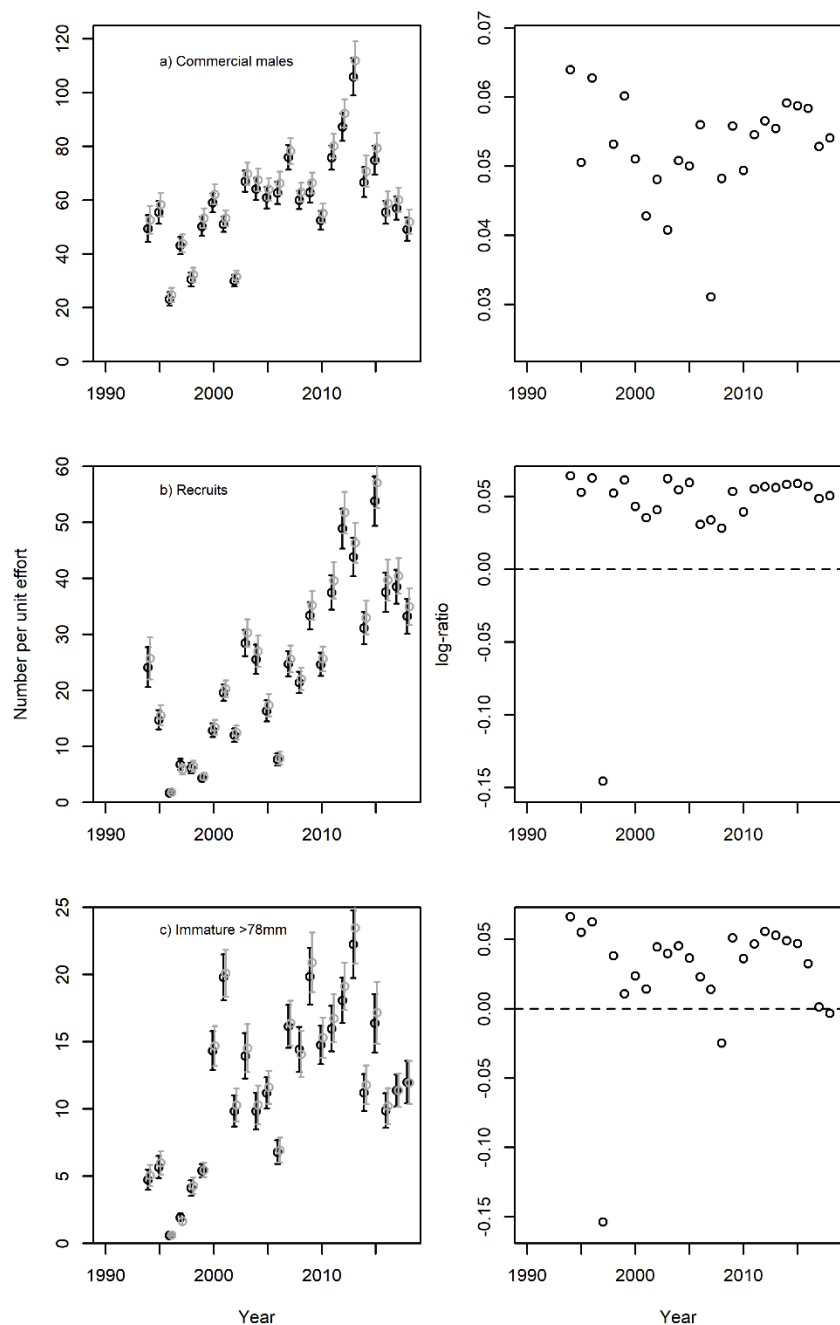 a) Commercial males
0 20 40 60 80 100 120
1990 2000 2010
0.03 0.04 0.05 0.06 0.07
1990 2000 2010
b) Recruits
0 10 20 30 40 50 60
1990 2000 2010
Number per unit effort
log-ratio
-0.15 -0.10 -0.05 0.00 0.05
1990 2000 2010
c) Immature >78mm
0 5 10 15 20 25
1990 2000 2010
Year
-0.15 -0.10 -0.05 0.00 0.05
1990 2000 2010
Year